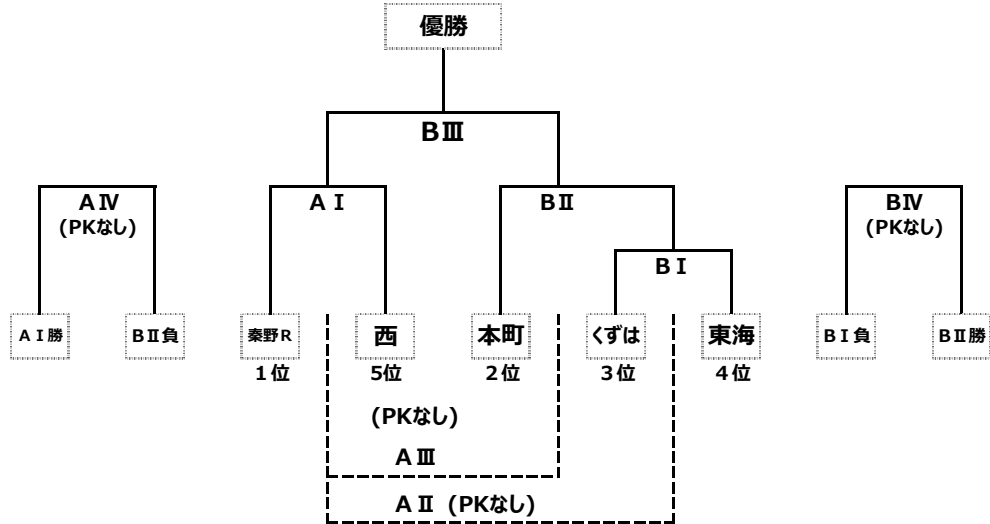 優勝
BⅢ
AⅣ
(PKなし)
AⅠ
BⅡ
BⅣ
(PKなし)
BⅠ
AⅠ勝
BⅡ負
秦野R
西
本町
くずは
東海
BⅠ負
BⅡ勝
1位
5位
2位
3位
4位
(PKなし)
AⅢ
AⅡ (PKなし)